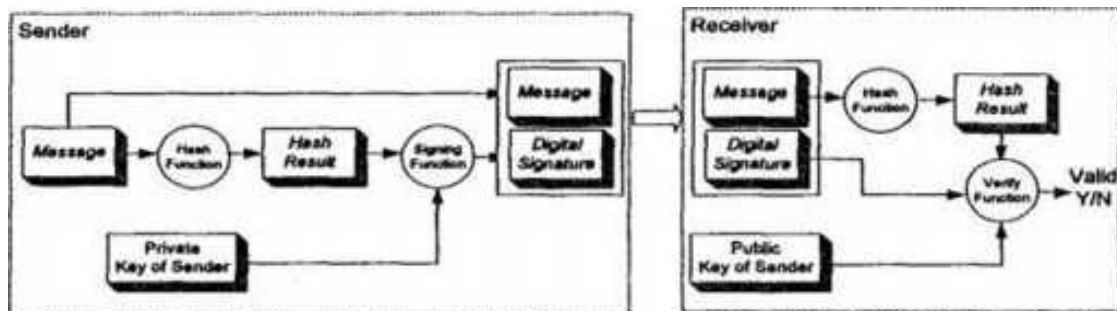 Sender
Message
Hash
Function
Hash
Result
Signing
Function
Message
Digital
Signature
Private
Key of Sender
Receiver
Message
Digital
Signature
Hash
Function
Hash
Result
Verify
Function
Valid
Y/N
Public
Key of Sender